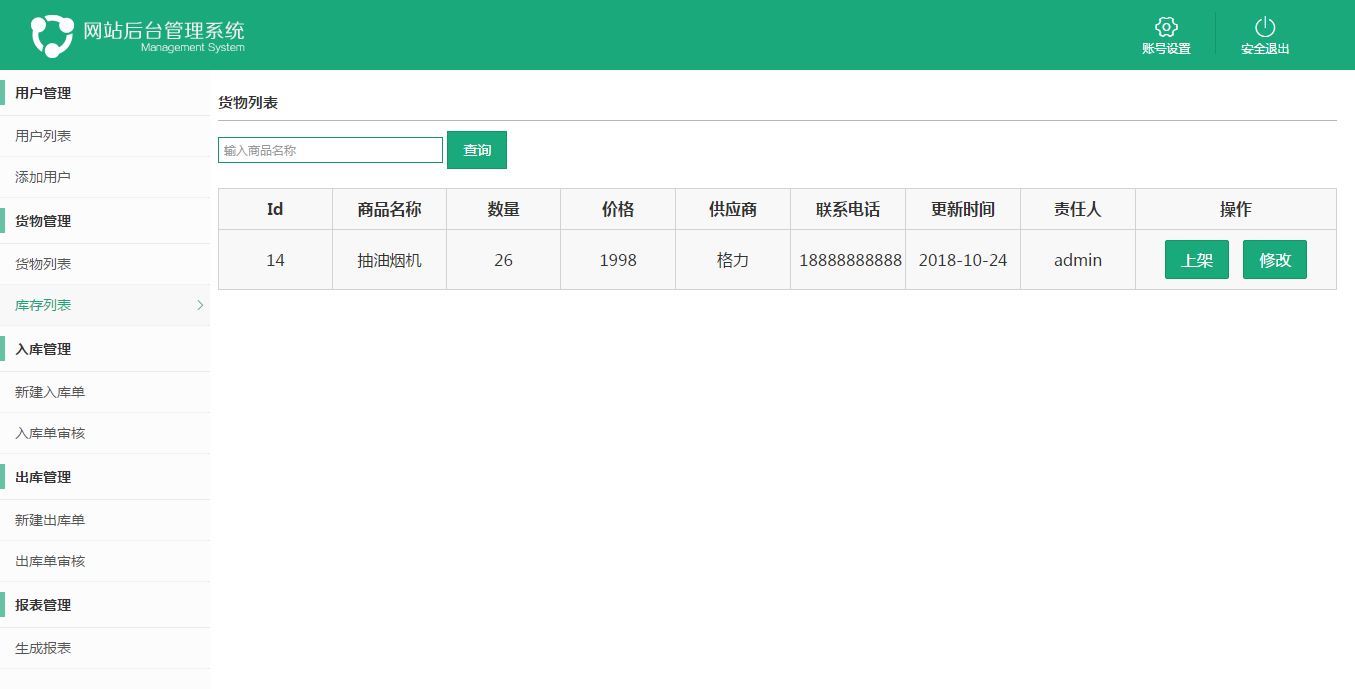 网站后台管理系统
Management System
账号设置
安全退出
用户管理
用户列表
添加用户
货物管理
货物列表
库存列表
入库管理
新建入库单
入库单审核
出库管理
新建出库单
出库单审核
报表管理
生成报表
货物列表
输入商品名称 查询
Id 商品名称 数量 价格 供应商 联系电话 更新时间 责任人 操作
14 抽油烟机 26 1998 格力 18888888888 2018-10-24 admin 上架 修改